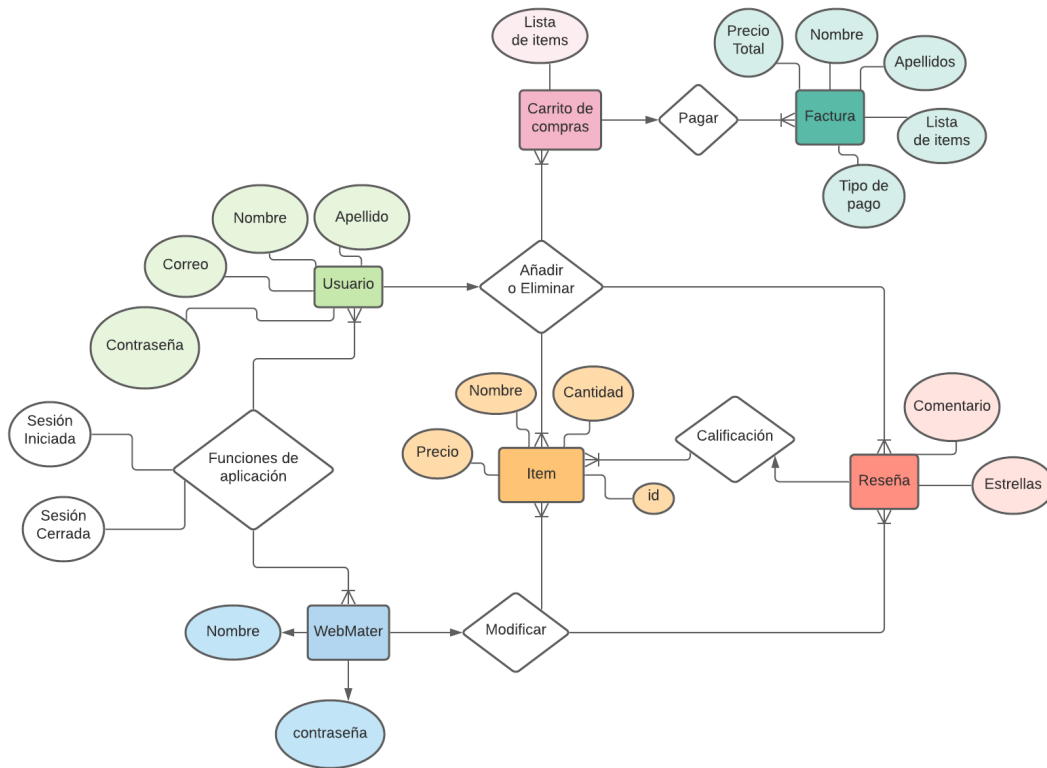 Lista
de items
Precio
Total
Nombre
Apellidos
Carrito de
compras
Pagar
Factura
Lista
de items
Tipo de
pago
Nombre
Apellido
Correo
Usuario
Añadir
o Eliminar
Contraseña
Nombre
Cantidad
Comentario
Sesión
Iniciada
Calificación
Precio
Funciones de
aplicación
Item
id
Reseña
Estrellas
Sesión
Cerrada
Nombre
WebMater
Modificar
contraseña